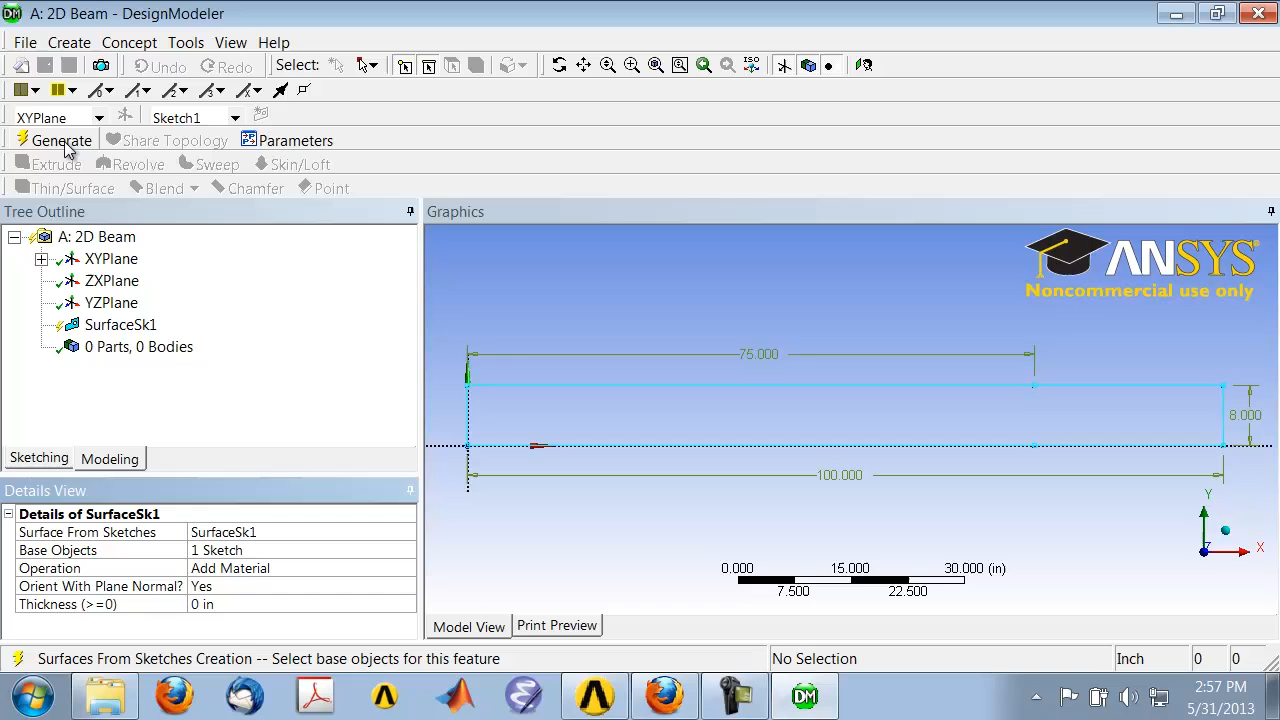 DM A: 2D Beam - DesignModeler
File Create Concept Tools View Help
Undo Redo Select:
XYPlane Sketch1
Generate Share Topology Parameters
Extrude Revolve Sweep Skin/Loft
Thin/Surface Blend Chamfer Point
Tree Outline
A: 2D Beam
XYPlane
ZXPlane
YZPlane
SurfaceSk1
0 Parts, 0 Bodies
Sketching Modeling
Details View
Details of SurfaceSk1
Surface From Sketches SurfaceSk1
Base Objects 1 Sketch
Operation Add Material
Orient With Plane Normal? Yes
Thickness (>=0) 0 in
Graphics
ANSYS
Noncommercial use only
75.000
8.000
100.000
Y
Z
X
0.000 15.000 30.000 (in)
7.500 22.500
Model View Print Preview
Surfaces From Sketches Creation -- Select base objects for this feature No Selection Inch 0 0
DM
2:57 PM
5/31/2013